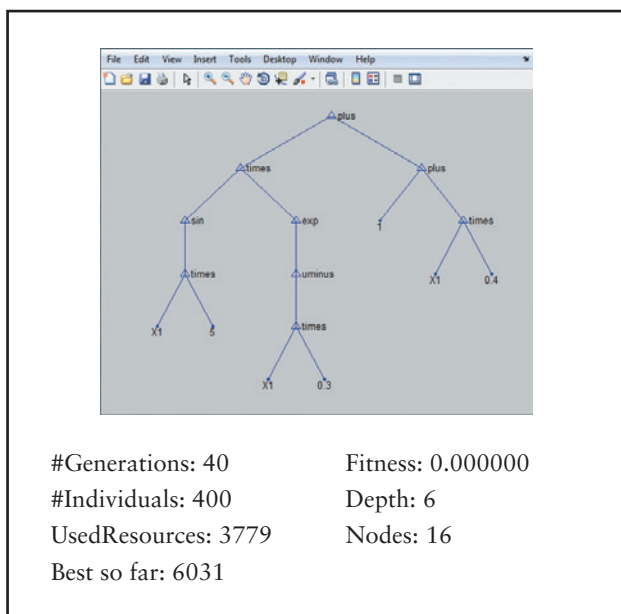 File Edit View Insert Tools Desktop Window Help
plus
times plus
sin exp 1 times
times uminus X1 0.4
X1 5 times
X1 0.3
#Generations: 40 Fitness: 0.000000
#Individuals: 400 Depth: 6
UsedResources: 3779 Nodes: 16
Best so far: 6031